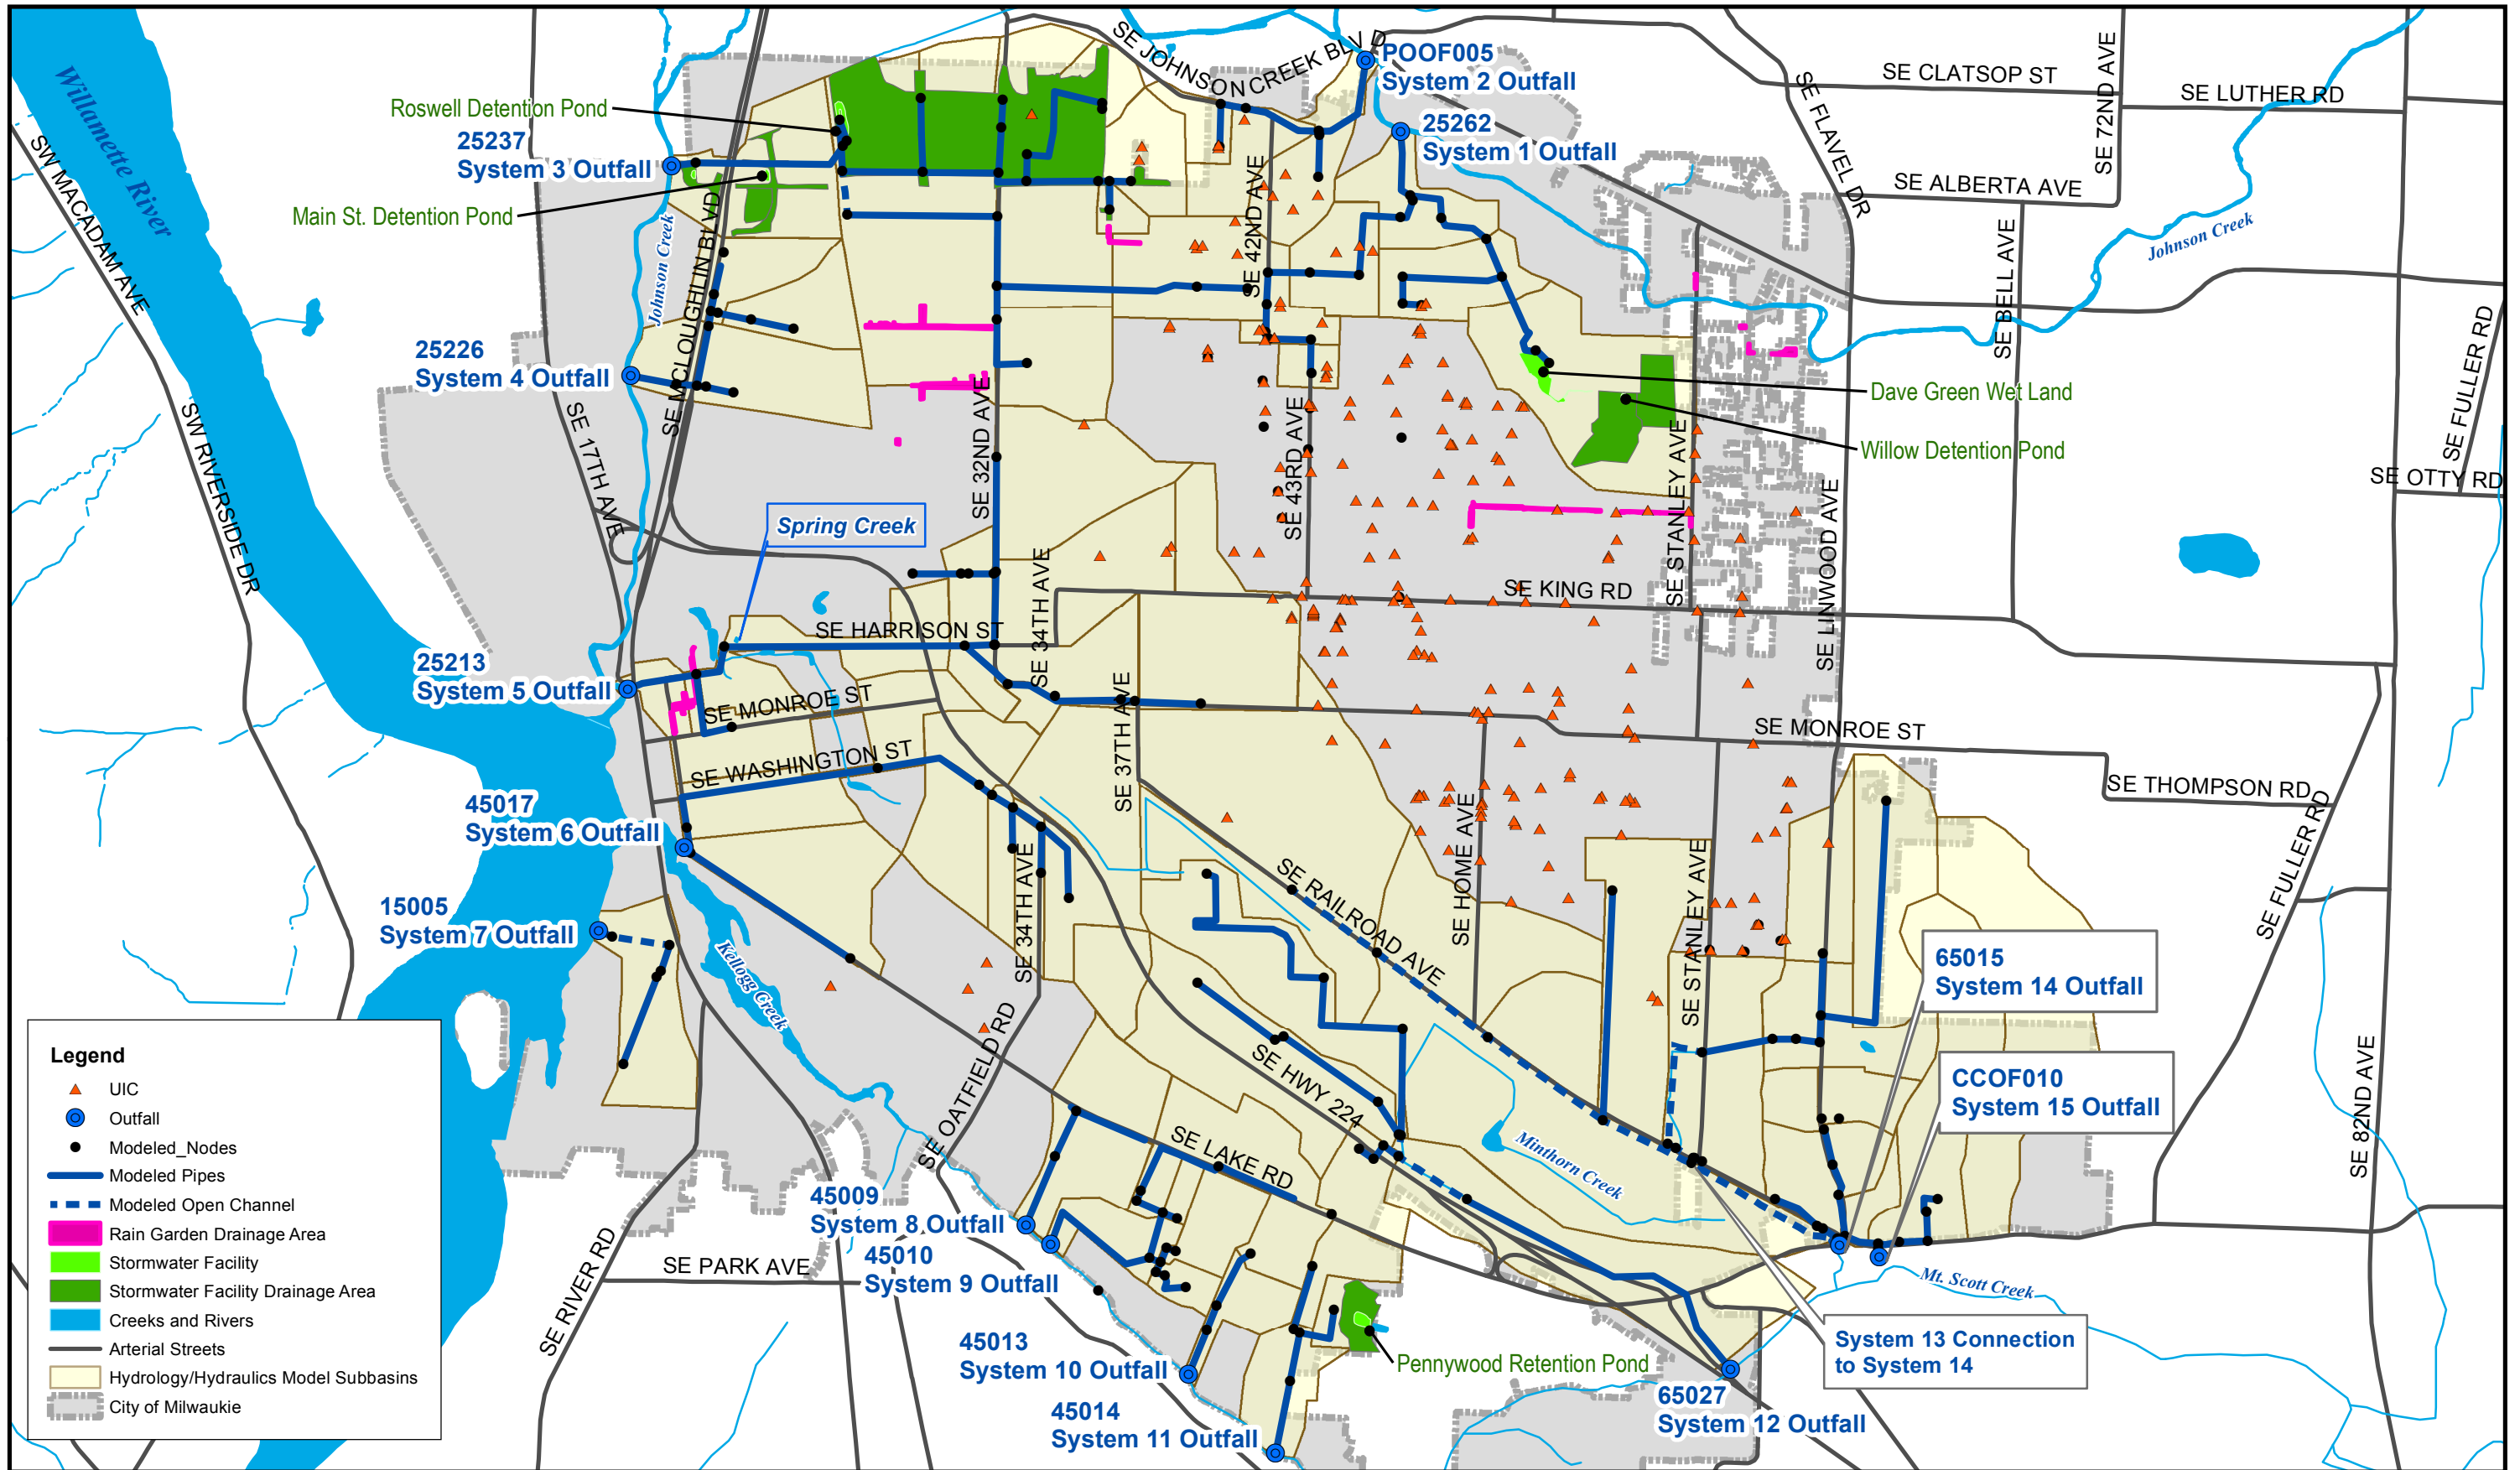 SE JOHNSON CREEK BLVD
POOF005
System 2 Outfall
SE CLATSOP ST
SE LUTHER RD
SE 72ND AVE
SE FLAVEL DR
Willamette River
Roswell Detention Pond
25237
System 3 Outfall
25262
System 1 Outfall
SE ALBERTA AVE
SW MACADAM AVE
Main St. Detention Pond
Johnson Creek
SE MCLOUGHLIN BLVD
SE 42ND AVE
SE BELL AVE
Johnson Creek
SE FULLER RD
25226
System 4 Outfall
Dave Green Wet Land
SE 17TH AVE
SE 32ND AVE
SE 43RD AVE
SE STANLEY AVE
Willow Detention Pond
SE OTTY RD
SW RIVERSIDE DR
Spring Creek
SE LINWOOD AVE
SE 34TH AVE
SE KING RD
SE HARRISON ST
25213
System 5 Outfall
SE MONROE ST
SE 37TH AVE
SE MONROE ST
SE WASHINGTON ST
SE THOMPSON RD
45017
System 6 Outfall
SE HOME AVE
SE RAILROAD AVE
SE STANLEY AVE
SE FULLER RD
15005
System 7 Outfall
SE 34TH AVE
Kellogg Creek
65015
System 14 Outfall
SE OATFIELD RD
SE HWY 224
CCOF010
System 15 Outfall
SE 82ND AVE
SE LAKE RD
Minthorn Creek
45009
System 8 Outfall
45010
System 9 Outfall
SE PARK AVE
SE RIVER RD
Mt. Scott Creek
45013
System 10 Outfall
Pennywood Retention Pond
System 13 Connection
to System 14
65027
System 12 Outfall
45014
System 11 Outfall
Legend
UIC
Outfall
Modeled_Nodes
Modeled Pipes
Modeled Open Channel
Rain Garden Drainage Area
Stormwater Facility
Stormwater Facility Drainage Area
Creeks and Rivers
Arterial Streets
Hydrology/Hydraulics Model Subbasins
City of Milwaukie